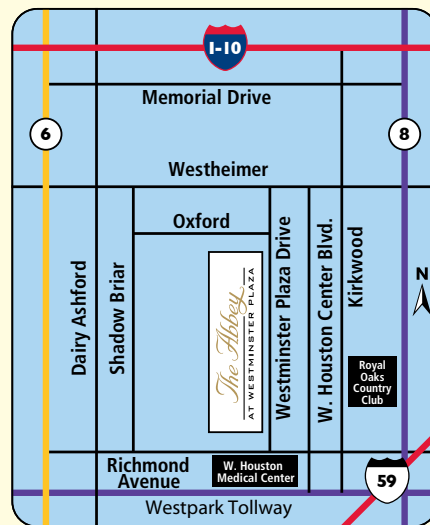 I-10
Memorial Drive
6
8
Westheimer
Oxford
Dairy Ashford
Shadow Briar
The Abbey
AT WESTMINSTER PLAZA
Westminster Plaza Drive
W. Houston Center Blvd.
Kirkwood
N
Royal
Oaks
Country
Club
Richmond
Avenue
W. Houston
Medical Center
59
Westpark Tollway